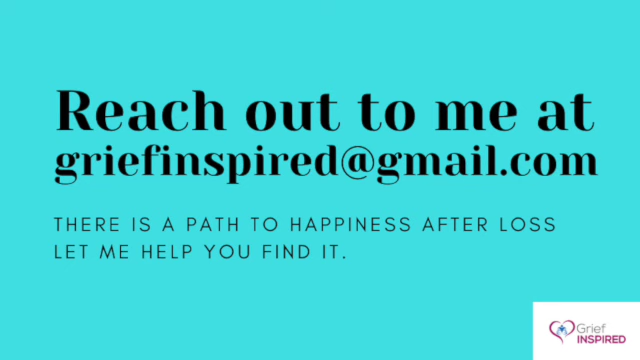 Reach out to me at
griefinspired@gmail.com
THERE IS A PATH TO HAPPINESS AFTER LOSS
LET ME HELP YOU FIND IT.
Grief
INSPIRED